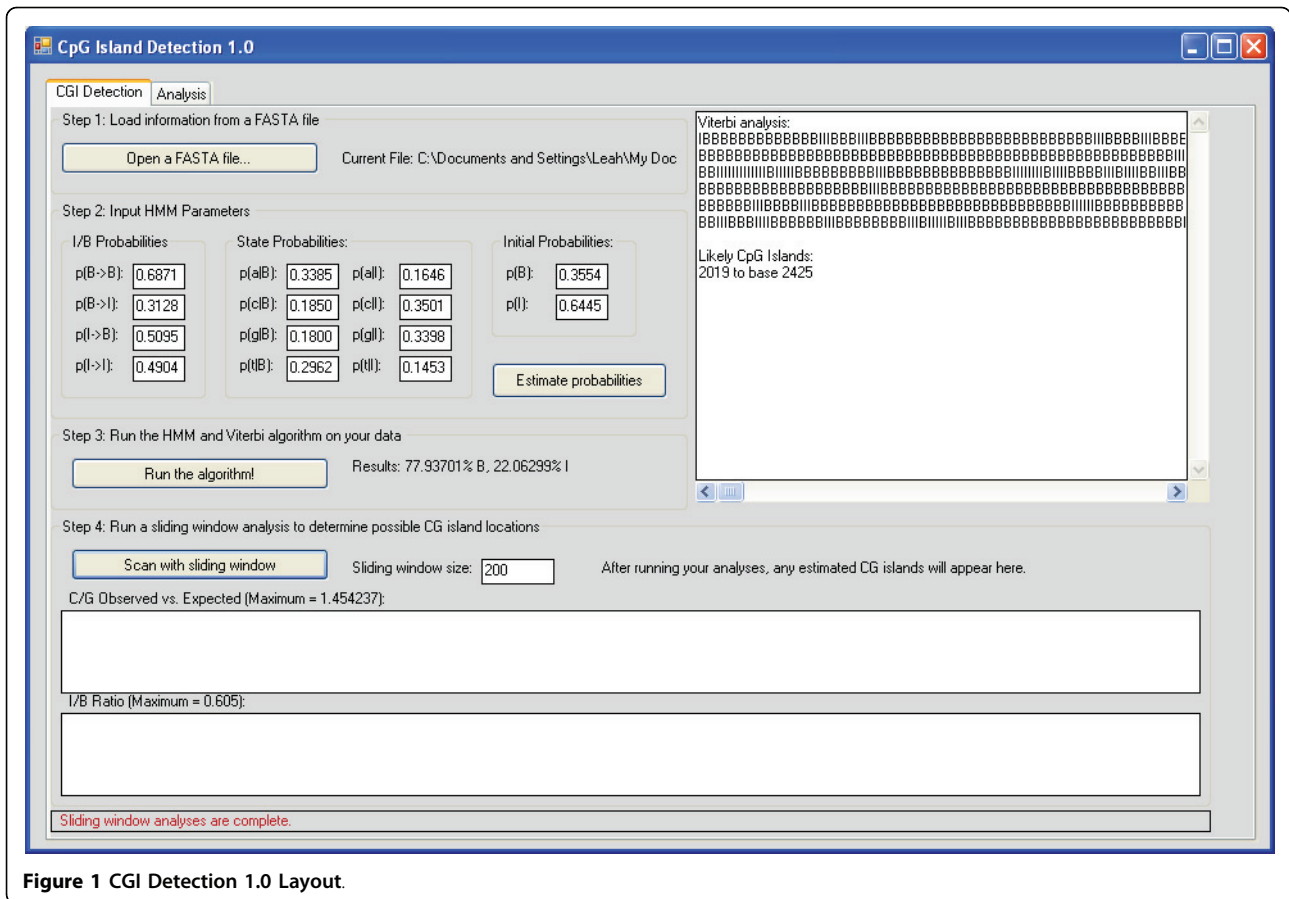 CpG Island Detection 1.0
CGI Detection
Analysis
Step 1: Load information from a FASTA file
Open a FASTA file...
Current File: C:\Documents and Settings\Leah\My Doc
Step 2: Input HMM Parameters
I/B Probabilities
State Probabilities:
Initial Probabilities:
p(B->B): 0.6871 p(a|B): 0.3385 p(a|I): 0.1646 p(B): 0.3554
p(B->I): 0.3128 p(c|B): 0.1850 p(c|I): 0.3501 p(I): 0.6445
p(I->B): 0.5095 p(g|B): 0.1800 p(g|I): 0.3398
p(I->I): 0.4904 p(t|B): 0.2962 p(t|I): 0.1453
Estimate probabilities
Step 3: Run the HMM and Viterbi algorithm on your data
Run the algorithm!
Results: 77.93701% B, 22.06299% I
Viterbi analysis:
Likely CpG Islands:
2019 to base 2425
Step 4: Run a sliding window analysis to determine possible CG island locations
Scan with sliding window
Sliding window size: 200
After running your analyses, any estimated CG islands will appear here.
C/G Observed vs. Expected (Maximum = 1.454237):
I/B Ratio (Maximum = 0.605):
Sliding window analyses are complete.
Figure 1 CGI Detection 1.0 Layout.